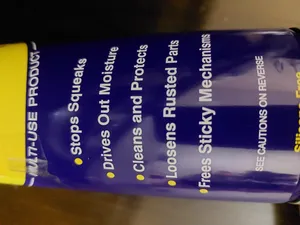 MULTI-USE PRODUCT
• Stops Squeaks
• Drives Out Moisture
• Cleans and Protects
• Loosens Rusted Parts
• Frees Sticky Mechanisms
SEE CAUTIONS ON REVERSE